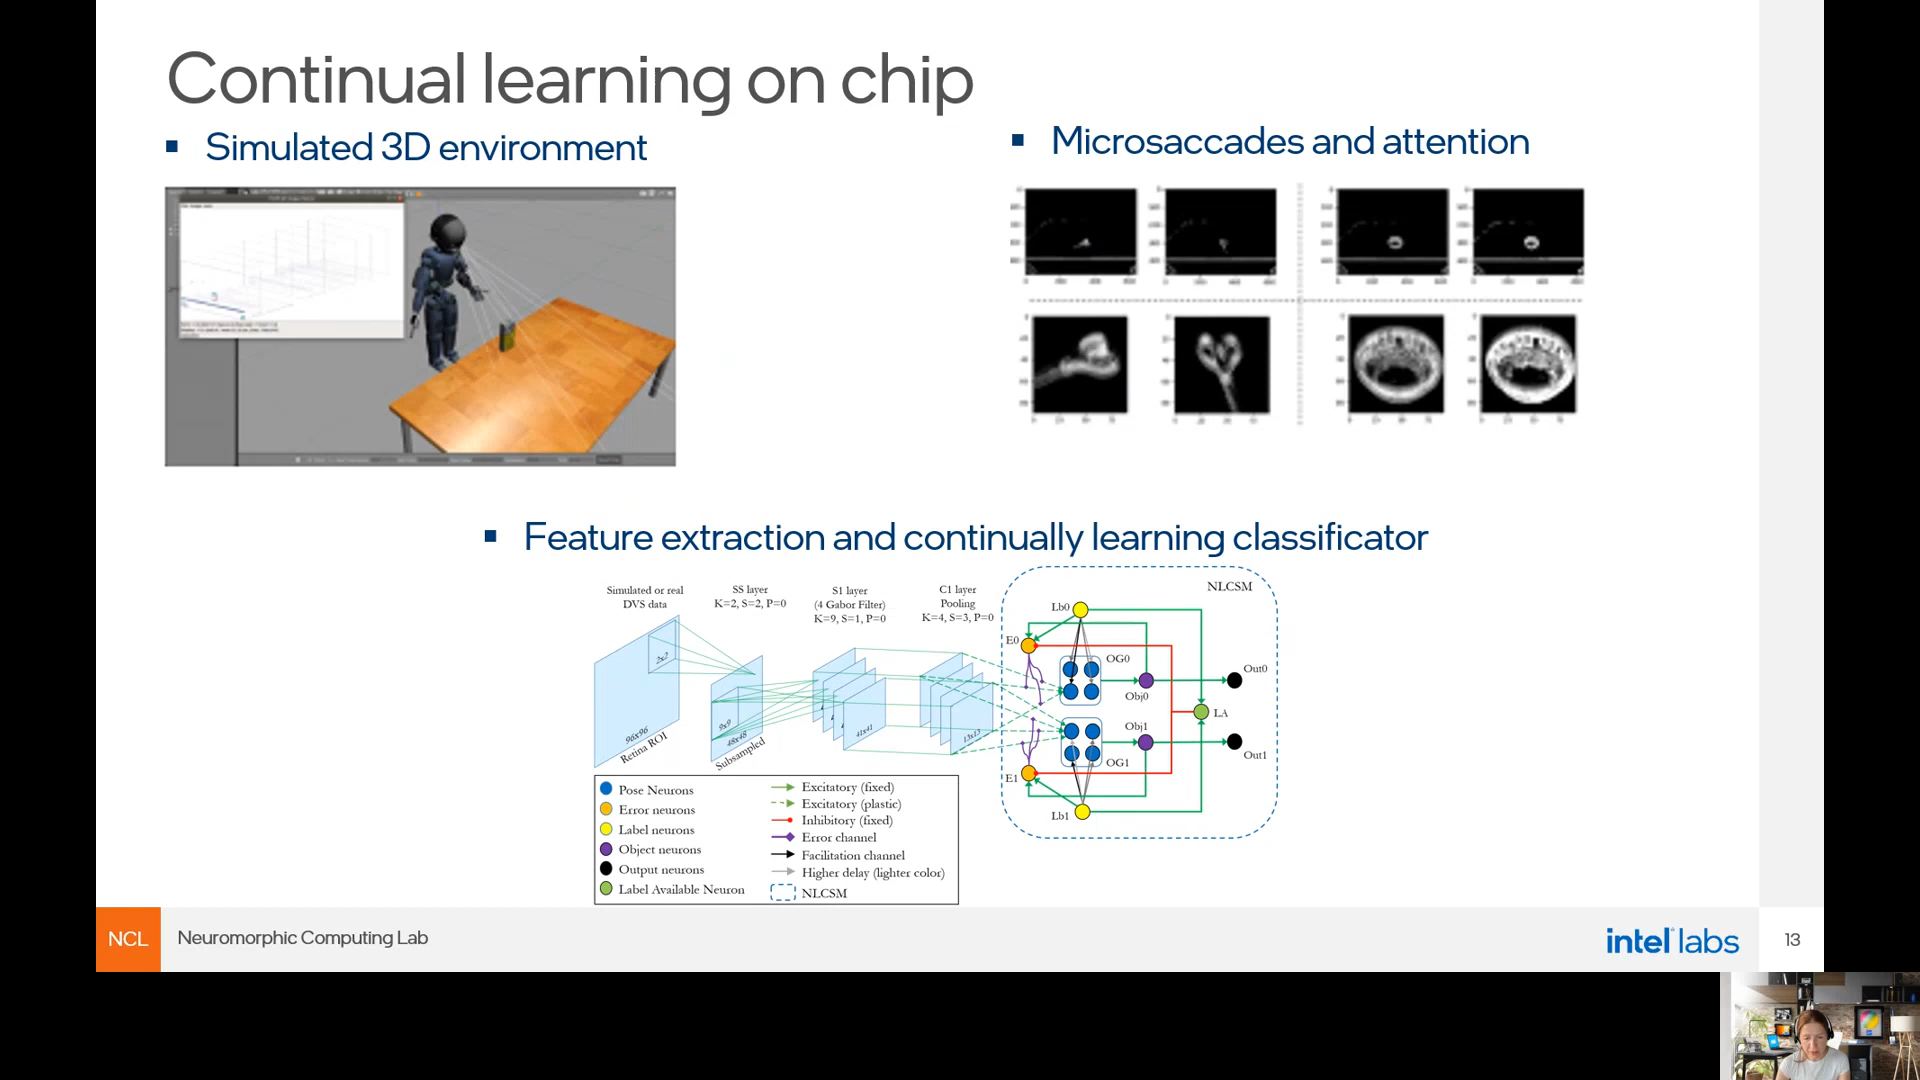 Continual learning on chip
Simulated 3D environment
Microsaccades and attention
Feature extraction and continually learning classificator
Simulated or real
DVS data
SS layer
K=2, S=2, P=0
S1 layer
(4 Gabor Filter)
K=9, S=1, P=0
C1 layer
Pooling
K=4, S=3, P=0
NLCSM
Lb0
E0
OG0
Obj0
Out0
LA
Obj1
Out1
OG1
E1
Lb1
2x2
96x96
Retina ROI
9x9
48x48
Subsampled
41x41
13x13
Pose Neurons
Error neurons
Label neurons
Object neurons
Output neurons
Label Available Neuron
Excitatory (fixed)
Excitatory (plastic)
Inhibitory (fixed)
Error channel
Facilitation channel
Higher delay (lighter color)
NLCSM
NCL
Neuromorphic Computing Lab
intel labs
13